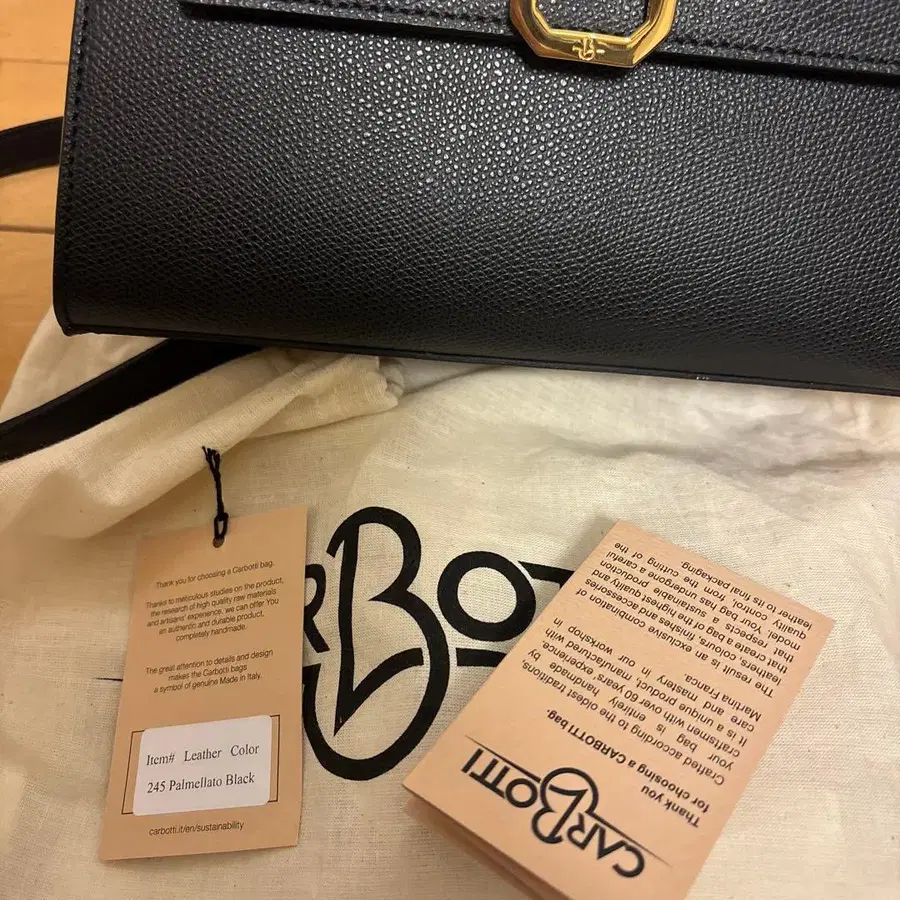 Thank you for choosing a Carbotti bag.
Thanks to meticulous studies on the product,
the research of high quality raw materials
and artisans' experience, we can offer You
an authentic and durable product,
completely handmade.
The great attention to details and design
makes the Carbotti bags
a symbol of genuine Made in Italy.
Item# Leather Color
245 Palmellato Black
carbotti.it/en/sustainability
RBO
CARBOTTI
Thank you
for choosing a CARBOTTI bag.
Crafted according to the oldest traditions,
your bag is entirely handmade by
craftsmen with over 60 years experience.
It is a unique product, manufactured with
care and mastery in our workshop in
Martina Franca.
The result is an exclusive combination of
leathers, colours, finishes and accessories
that create a bag of the highest quality and
model. Your bag has undergone a careful
quality control, from the cutting of the
leather to its final packaging.